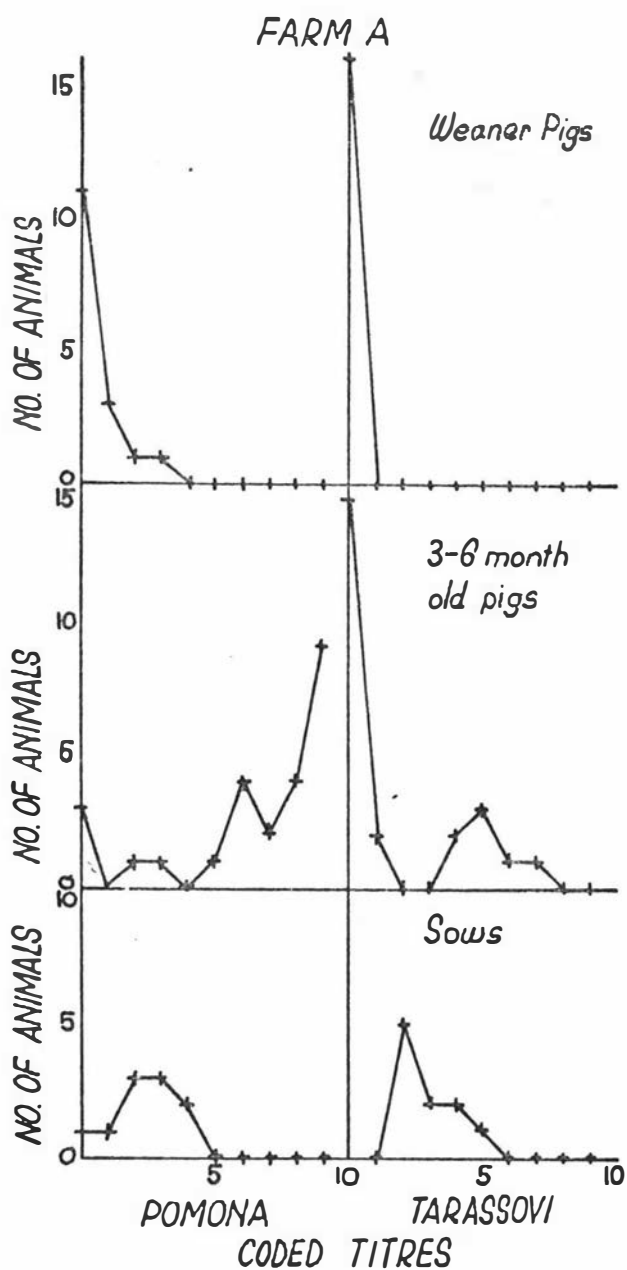 FARM A
15
10
5
0
NO. OF ANIMALS
Weaner Pigs
15
10
5
0
NO. OF ANIMALS
3-6 month
old pigs
10
5
0
NO. OF ANIMALS
Sows
5 10 5 10
POMONA TARASSOVI
CODED TITRES